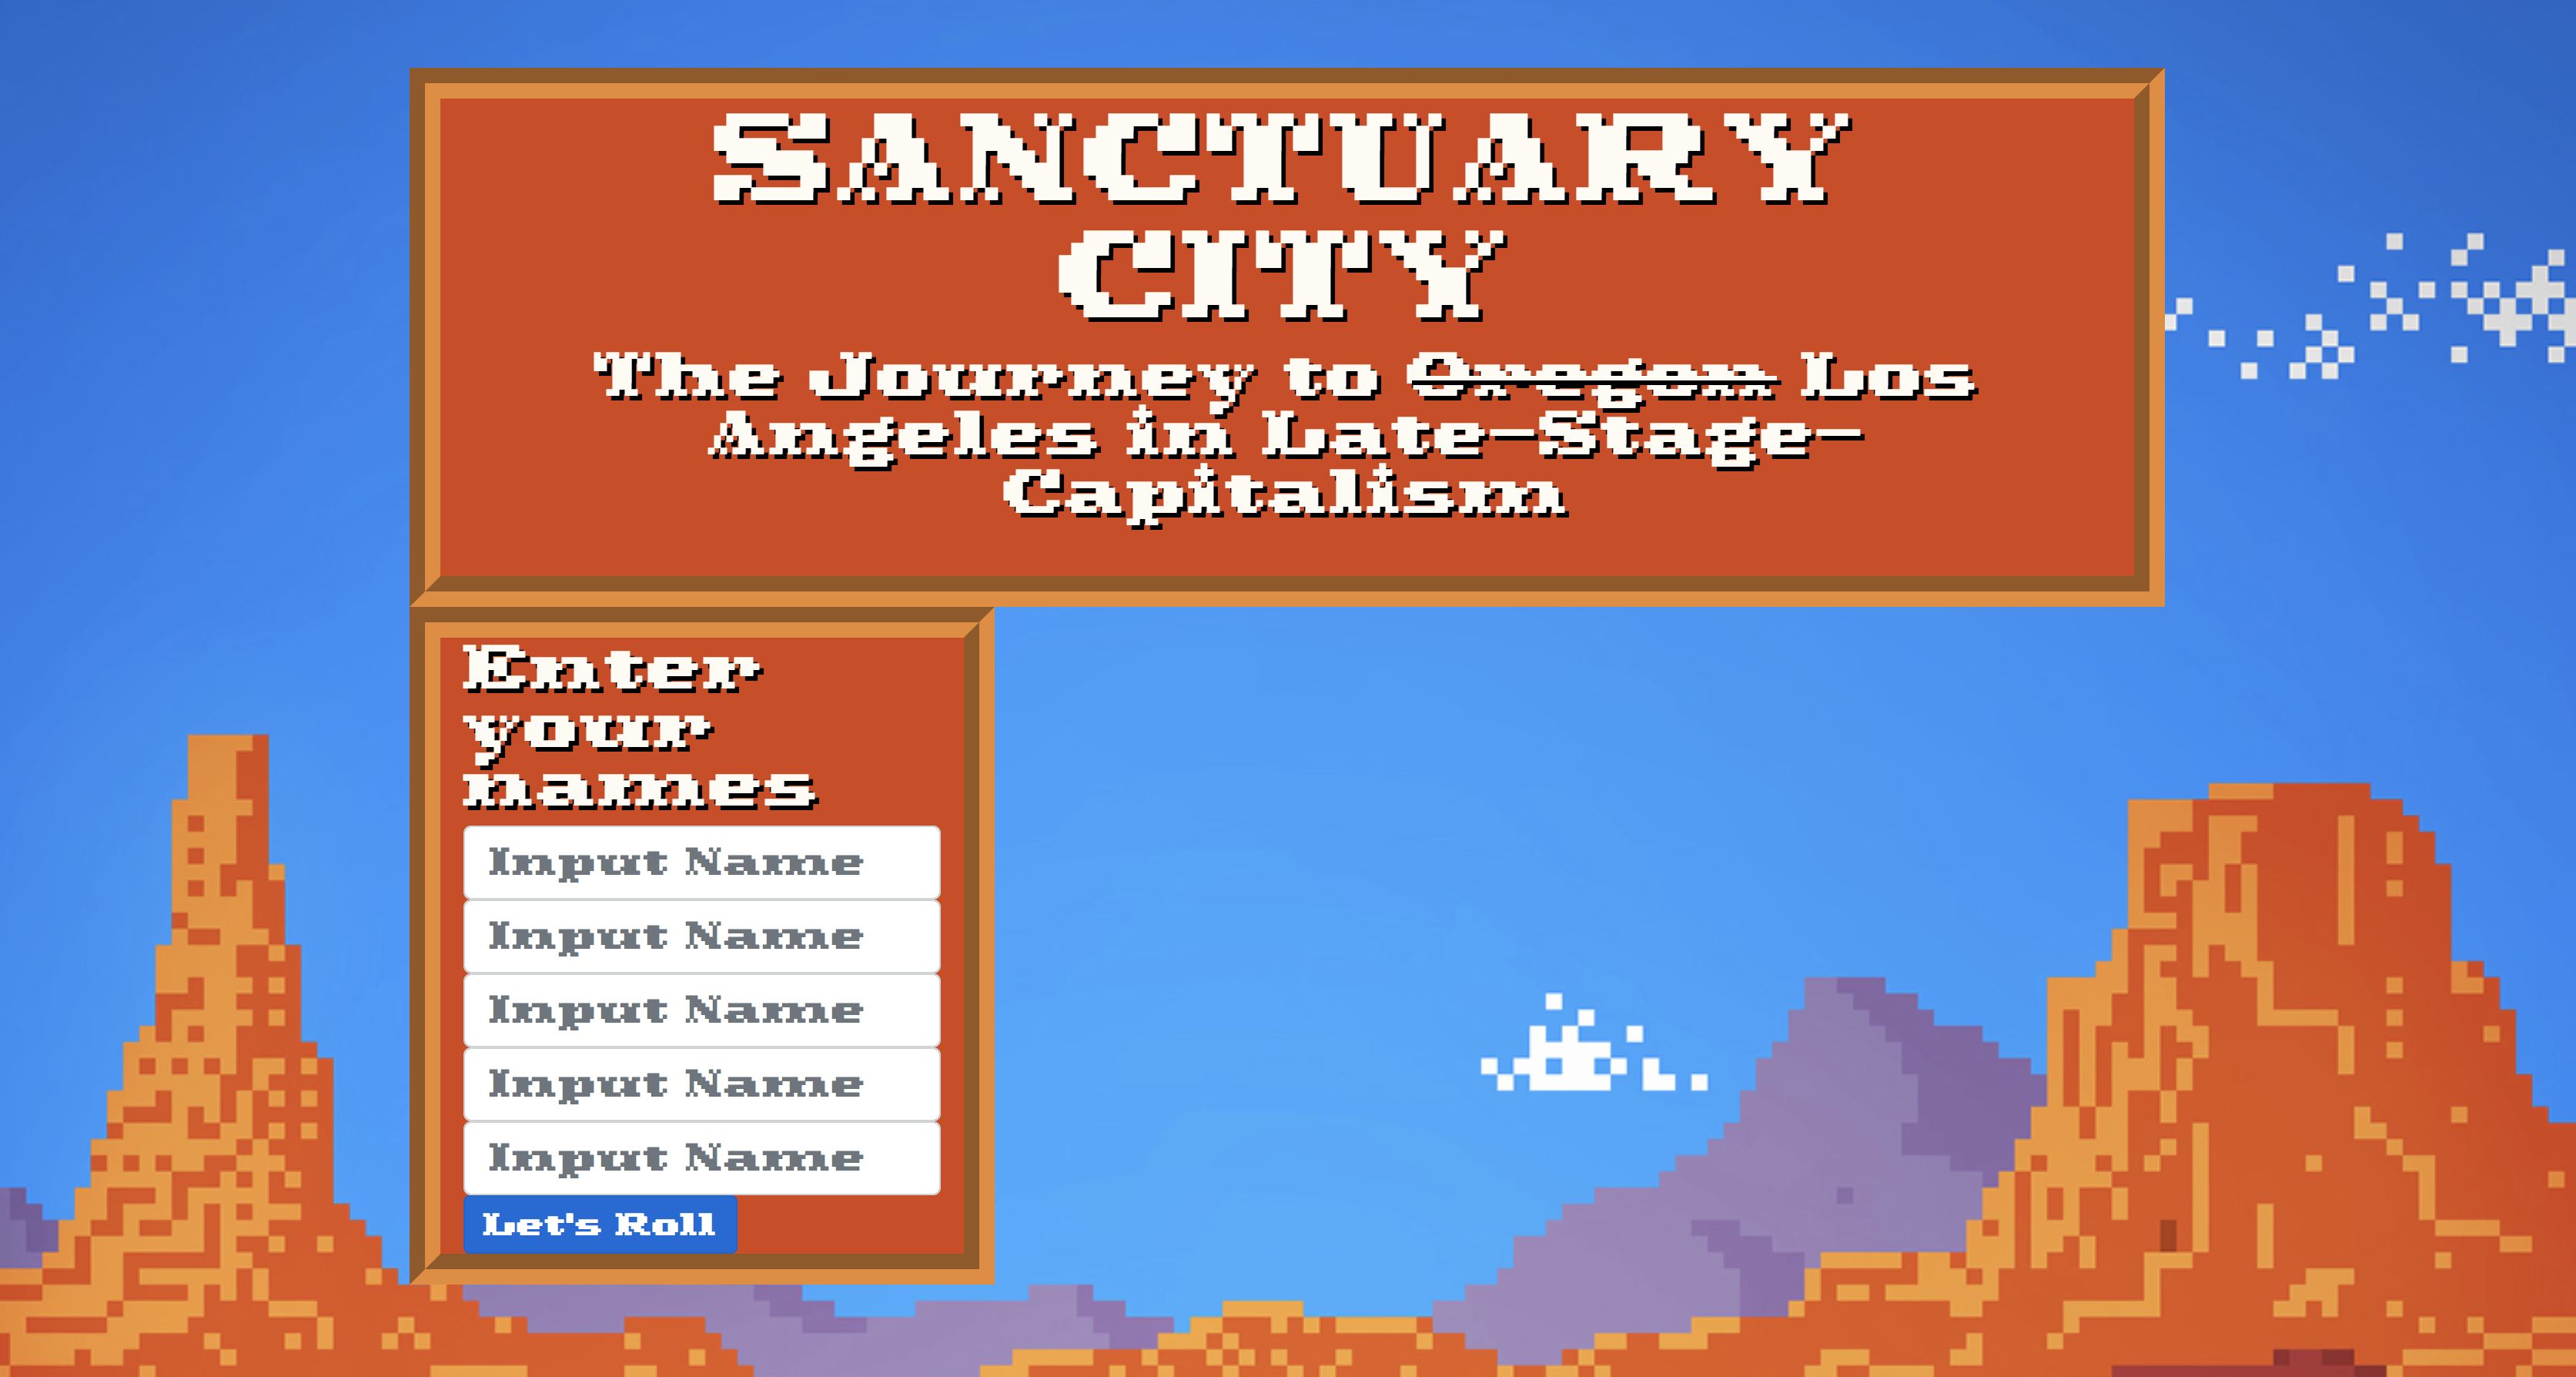 SANCTUARY
CITY
The Journey to Oregon Los
Angeles in Late-Stage-
Capitalism
Enter
your
names
Input Name
Input Name
Input Name
Input Name
Input Name
Let's Roll